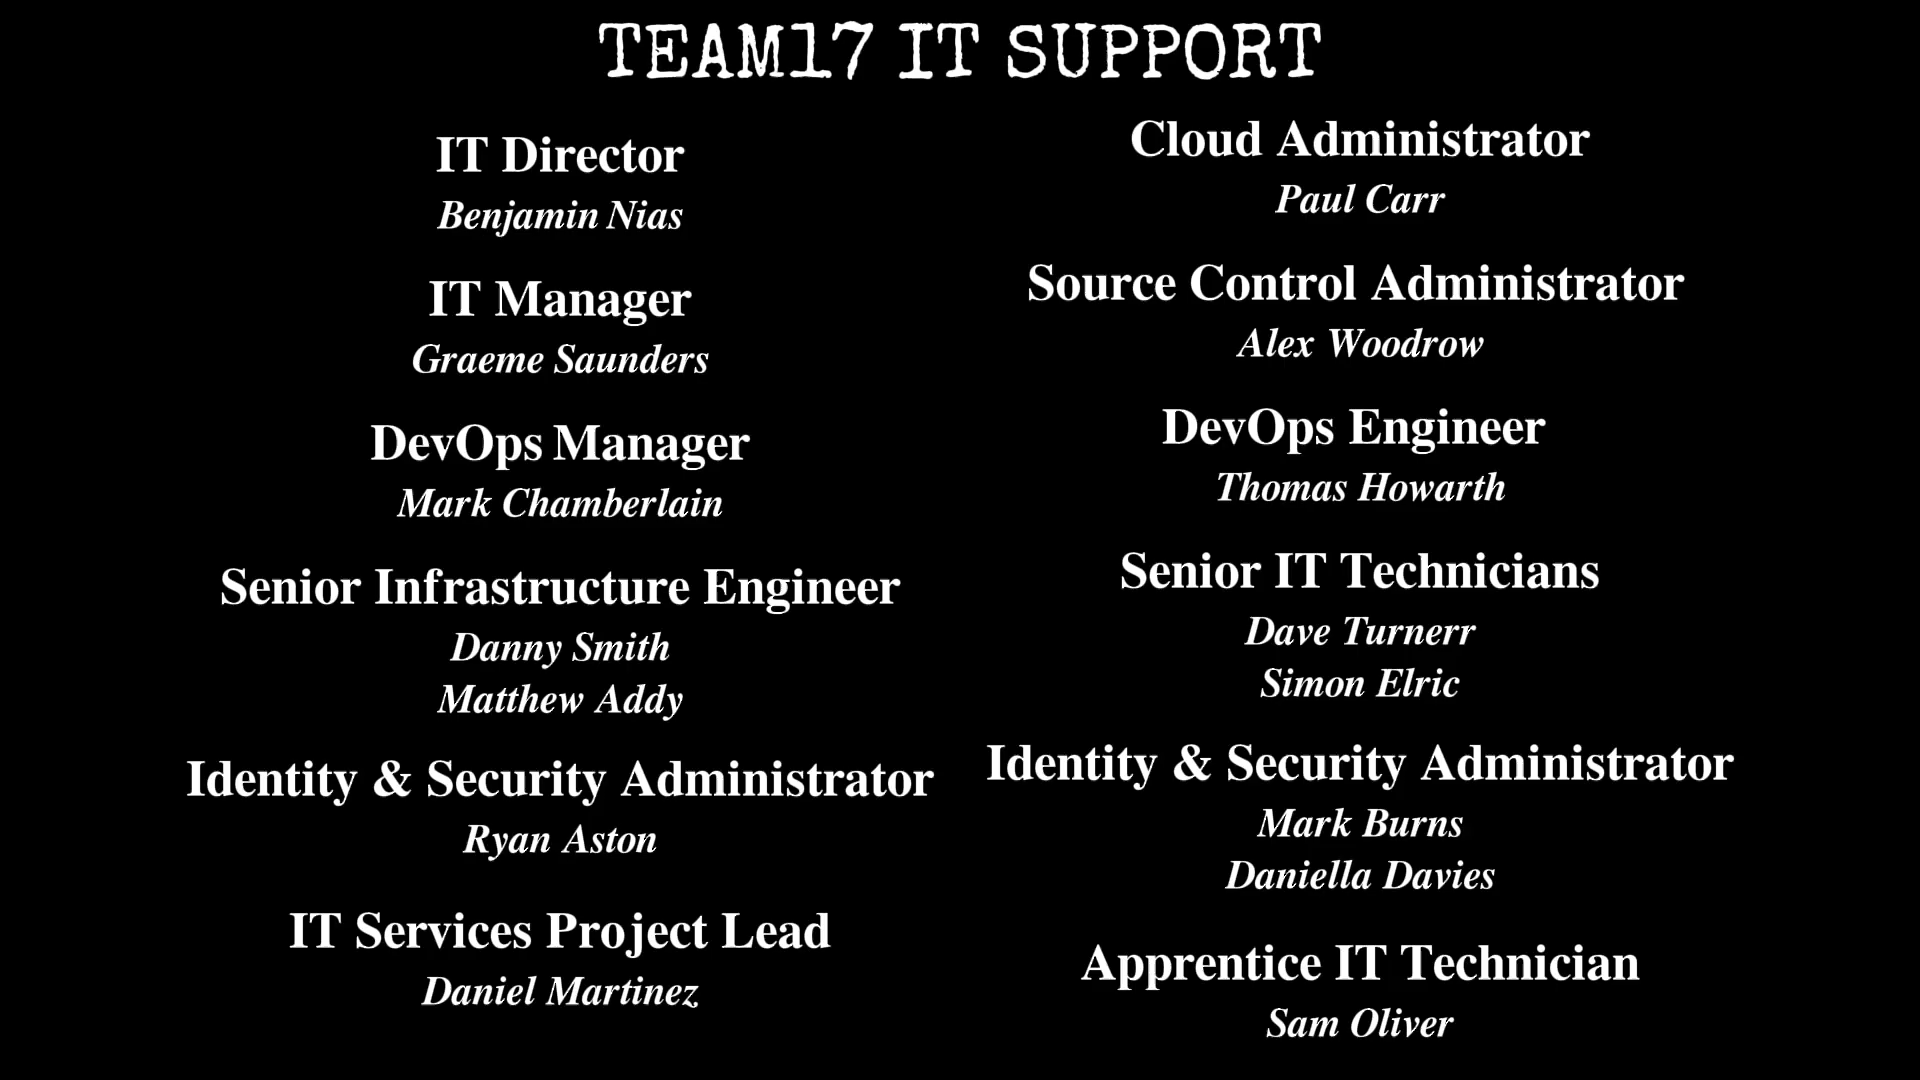 TEAM17 IT SUPPORT
IT Director
Benjamin Nias
IT Manager
Graeme Saunders
DevOps Manager
Mark Chamberlain
Senior Infrastructure Engineer
Danny Smith
Matthew Addy
Identity & Security Administrator
Ryan Aston
IT Services Project Lead
Daniel Martinez
Cloud Administrator
Paul Carr
Source Control Administrator
Alex Woodrow
DevOps Engineer
Thomas Howarth
Senior IT Technicians
Dave Turnerr
Simon Elric
Identity & Security Administrator
Mark Burns
Daniella Davies
Apprentice IT Technician
Sam Oliver